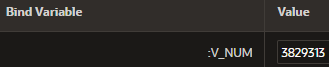 Bind Variable Value
:V_NUM 3829313